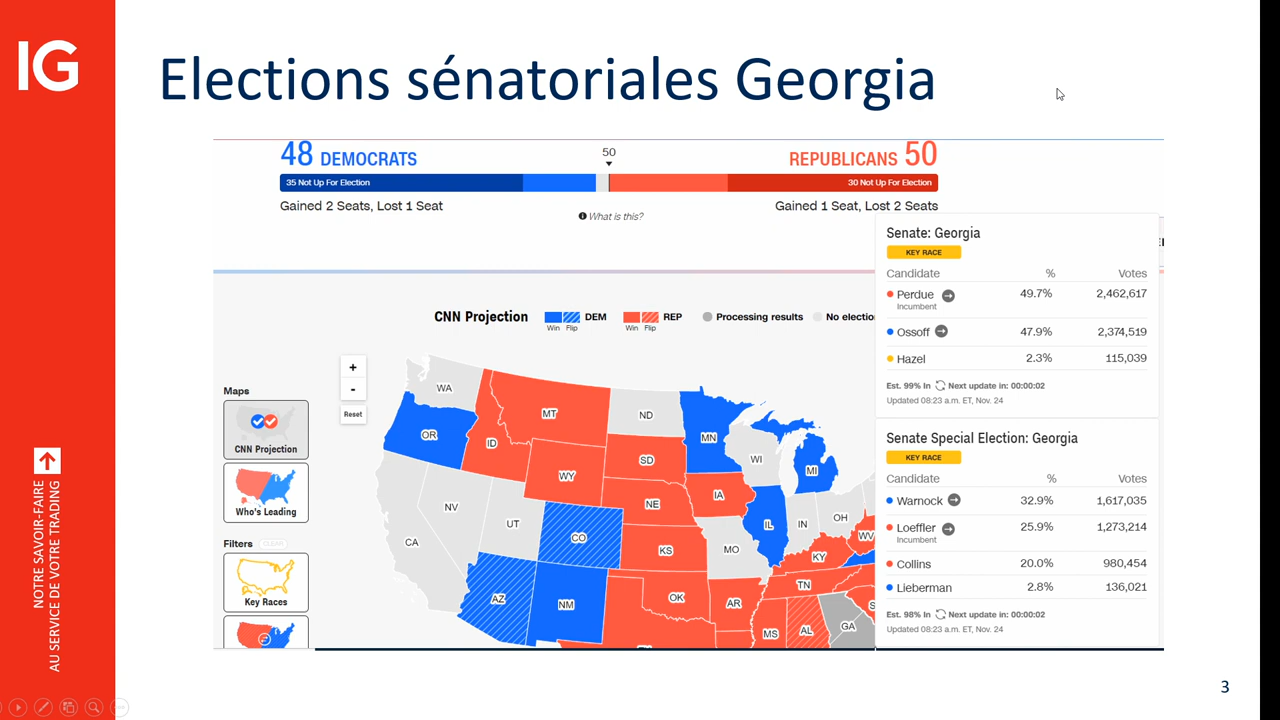 IG
Elections sénatoriales Georgia
48 DEMOCRATS
50
REPUBLICANS 50
35 Not Up For Election
30 Not Up For Election
Gained 2 Seats, Lost 1 Seat
What is this?
Gained 1 Seat, Lost 2 Seats
Senate: Georgia
KEY RACE
Candidate % Votes
Perdue 49.7% 2,462,617
Incumbent
Ossoff 47.9% 2,374,519
Hazel 2.3% 115,039
Est. 99% In Next update in: 00:00:02
Updated 08:23 a.m. ET, Nov. 24
Senate Special Election: Georgia
KEY RACE
Candidate % Votes
Warnock 32.9% 1,617,035
Loeffler 25.9% 1,273,214
Incumbent
Collins 20.0% 980,454
Lieberman 2.8% 136,021
Est. 98% In Next update in: 00:00:02
Updated 08:23 a.m. ET, Nov. 24
CNN Projection
DEM
Win Flip
REP
Win Flip
Processing results
No electio
+
-
Reset
Maps
CNN Projection
Who's Leading
Filters CLEAR
Key Races
WA
MT
ND
OR
ID
MN
SD
WI
MI
WY
IA
NE
NV
UT
CO
IL
IN
OH
CA
KS
MO
KY
WV
AZ
NM
OK
AR
TN
MS
AL
GA
NOTRE SAVOIR-FAIRE
AU SERVICE DE VOTRE TRADING
3